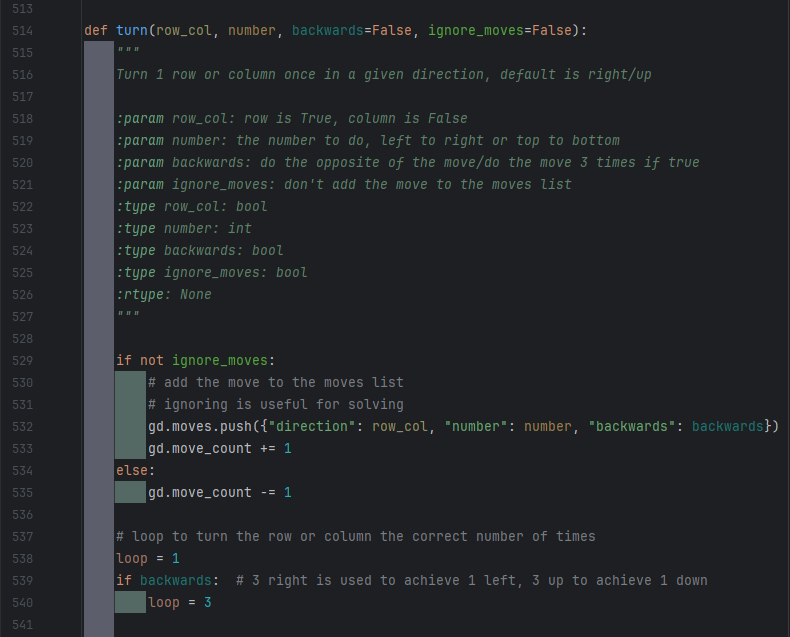 513
514 def turn(row_col, number, backwards=False, ignore_moves=False):
515 """
516 Turn 1 row or column once in a given direction, default is right/up
517
518 :param row_col: row is True, column is False
519 :param number: the number to do, left to right or top to bottom
520 :param backwards: do the opposite of the move/do the move 3 times if true
521 :param ignore_moves: don't add the move to the moves list
522 :type row_col: bool
523 :type number: int
524 :type backwards: bool
525 :type ignore_moves: bool
526 :rtype: None
527 """
528
529 if not ignore_moves:
530 # add the move to the moves list
531 # ignoring is useful for solving
532 gd.moves.push({"direction": row_col, "number": number, "backwards": backwards})
533 gd.move_count += 1
534 else:
535 gd.move_count -= 1
536
537 # loop to turn the row or column the correct number of times
538 loop = 1
539 if backwards:  # 3 right is used to achieve 1 left, 3 up to achieve 1 down
540 loop = 3
541